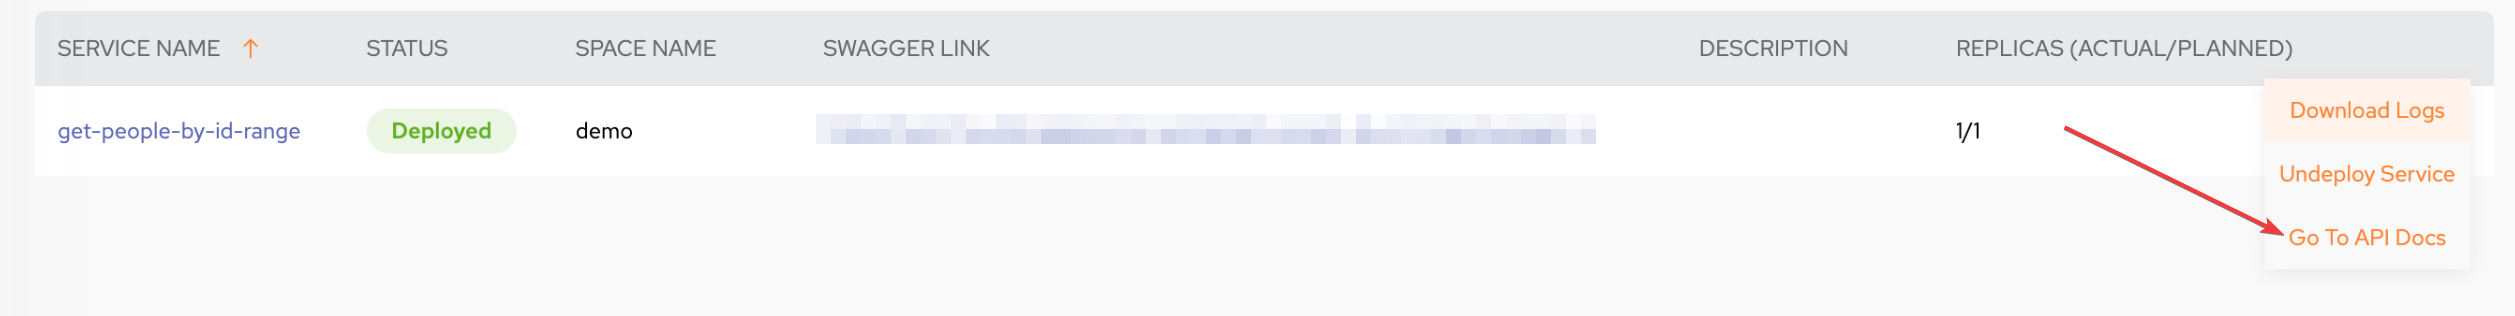 SERVICE NAME ↑ STATUS SPACE NAME SWAGGER LINK DESCRIPTION REPLICAS (ACTUAL/PLANNED)
get-people-by-id-range Deployed demo 1/1
Download Logs
Undeploy Service
Go To API Docs